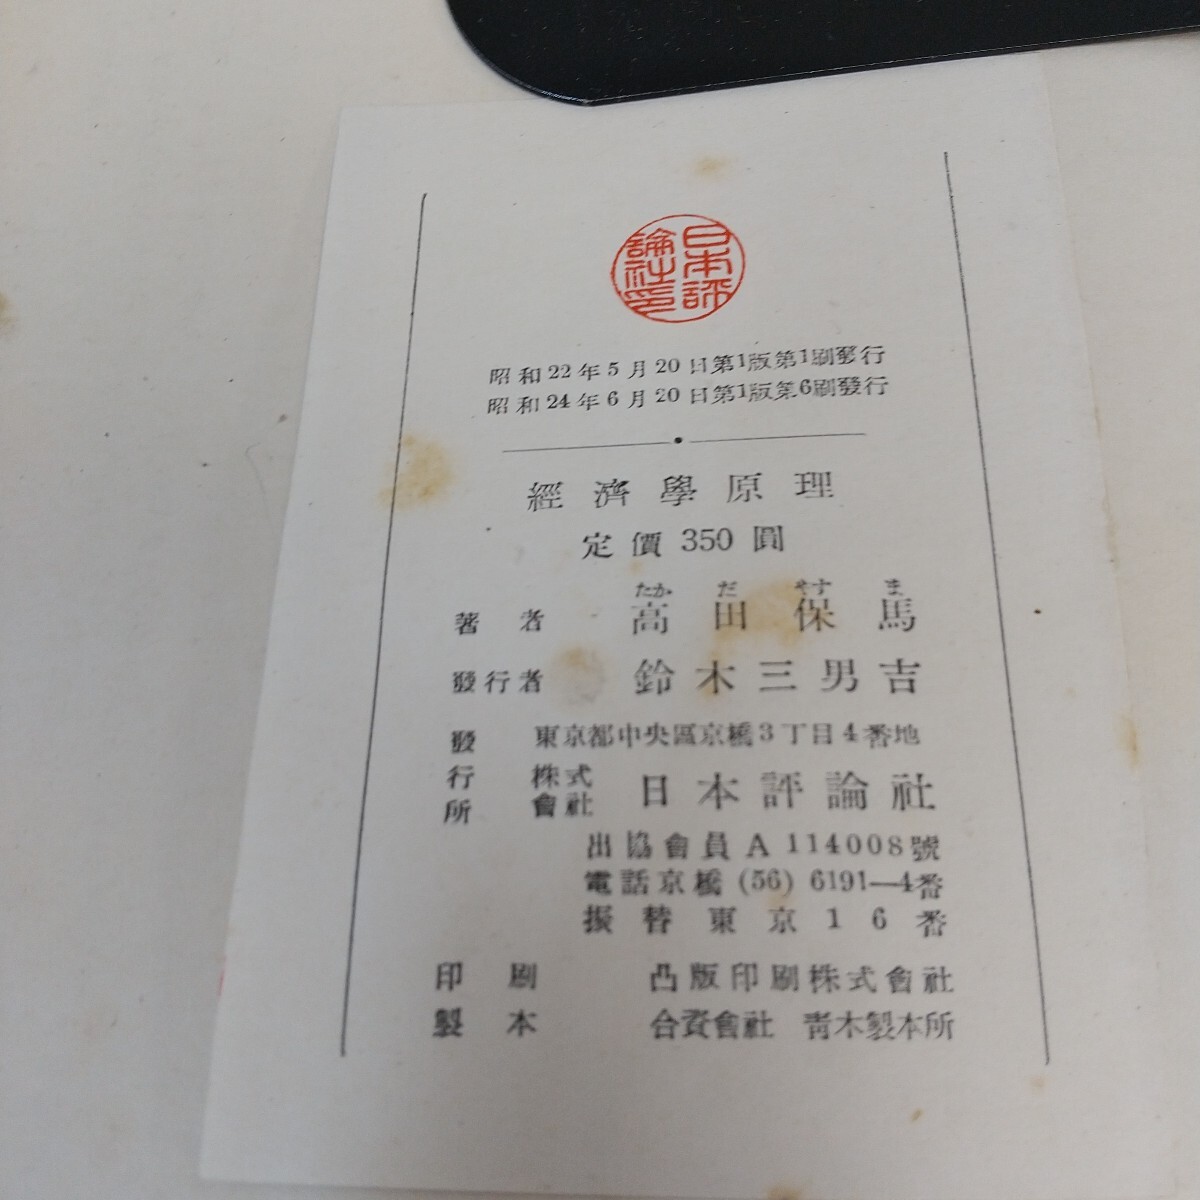 日本評
論社印
昭和22年5月20日第1版第1刷發行
昭和24年6月20日第1版第6刷發行
經濟學原理
定價 350 圓
たか だ やす ま
著者 高田保馬
發行者 鈴木三男吉
發行所 東京都中央區京橋3丁目4番地
株式會社 日本評論社
出協會員 A 114008號
電話京橋 (56) 6191—4番
振替東京16番
印刷 凸版印刷株式會社
製本 合資會社 靑木製本所